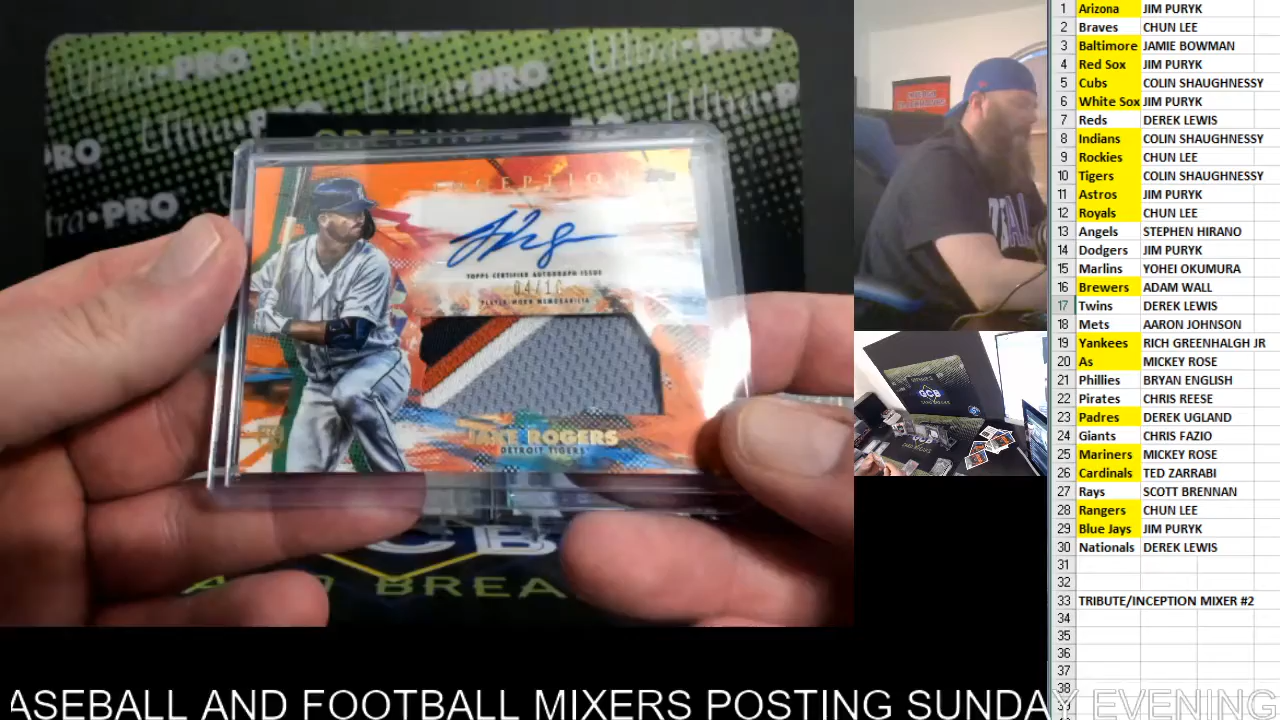 Ultra•PRO
INCEPTION
TOPPS CERTIFIED AUTOGRAPH ISSUE
PLAYER-WORN MEMORABILIA
JAKE ROGERS
DETROIT TIGERS
BREA
1 Arizona JIM PURYK
2 Braves CHUN LEE
3 Baltimore JAMIE BOWMAN
4 Red Sox JIM PURYK
5 Cubs COLIN SHAUGHNESSY
6 White Sox JIM PURYK
7 Reds DEREK LEWIS
8 Indians COLIN SHAUGHNESSY
9 Rockies CHUN LEE
10 Tigers COLIN SHAUGHNESSY
11 Astros JIM PURYK
12 Royals CHUN LEE
13 Angels STEPHEN HIRANO
14 Dodgers JIM PURYK
15 Marlins YOHEI OKUMURA
16 Brewers ADAM WALL
17 Twins DEREK LEWIS
18 Mets AARON JOHNSON
19 Yankees RICH GREENHALGH JR
20 As MICKEY ROSE
21 Phillies BRYAN ENGLISH
22 Pirates CHRIS REESE
23 Padres DEREK UGLAND
24 Giants CHRIS FAZIO
25 Mariners MICKEY ROSE
26 Cardinals TED ZARRABI
27 Rays SCOTT BRENNAN
28 Rangers CHUN LEE
29 Blue Jays JIM PURYK
30 Nationals DEREK LEWIS
31
32
33 TRIBUTE/INCEPTION MIXER #2
34
35
36
37
38
ASEBALL AND FOOTBALL MIXERS POSTING SUNDAY EVENING